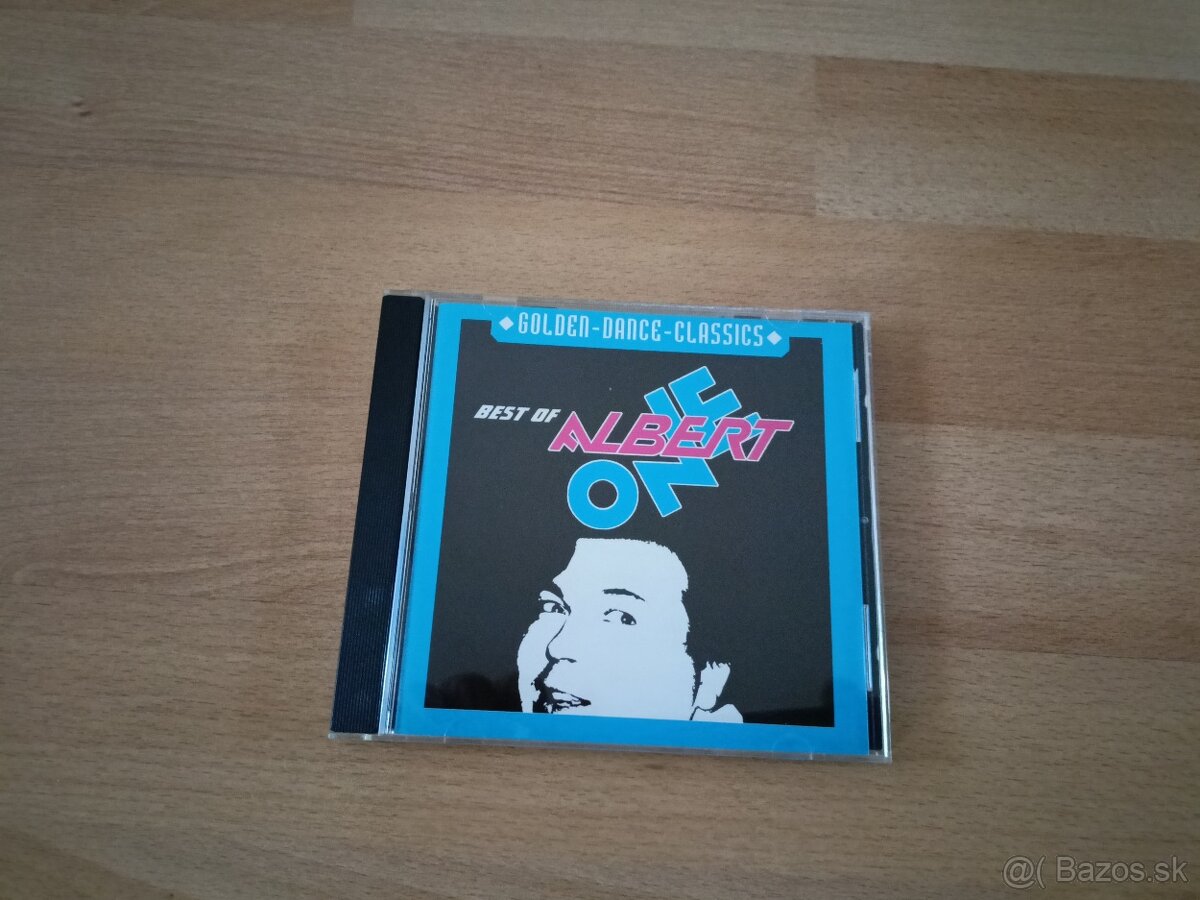 GOLDEN-DANCE-CLASSICS
BEST OF ALBERT
ONE
@( Bazos.sk